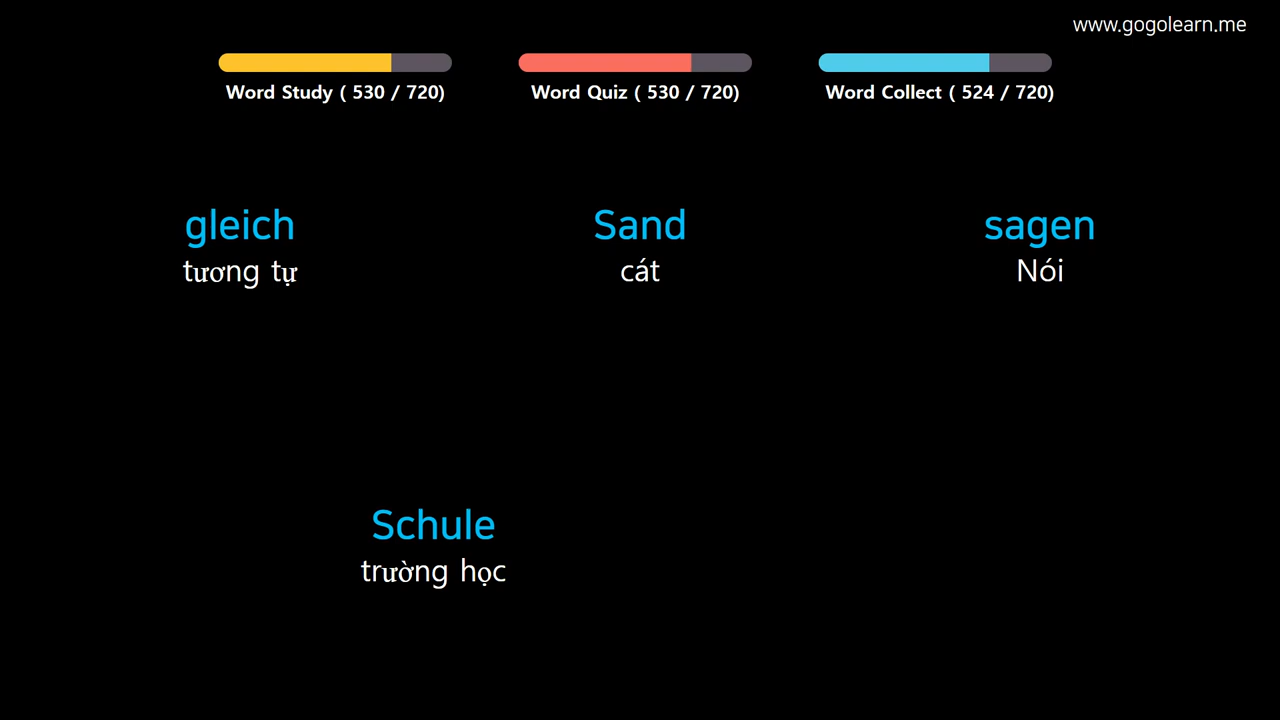 www.gogolearn.me
Word Study ( 530 / 720)
Word Quiz ( 530 / 720)
Word Collect ( 524 / 720)
gleich
tương tự
Sand
cát
sagen
Nói
Schule
trường học